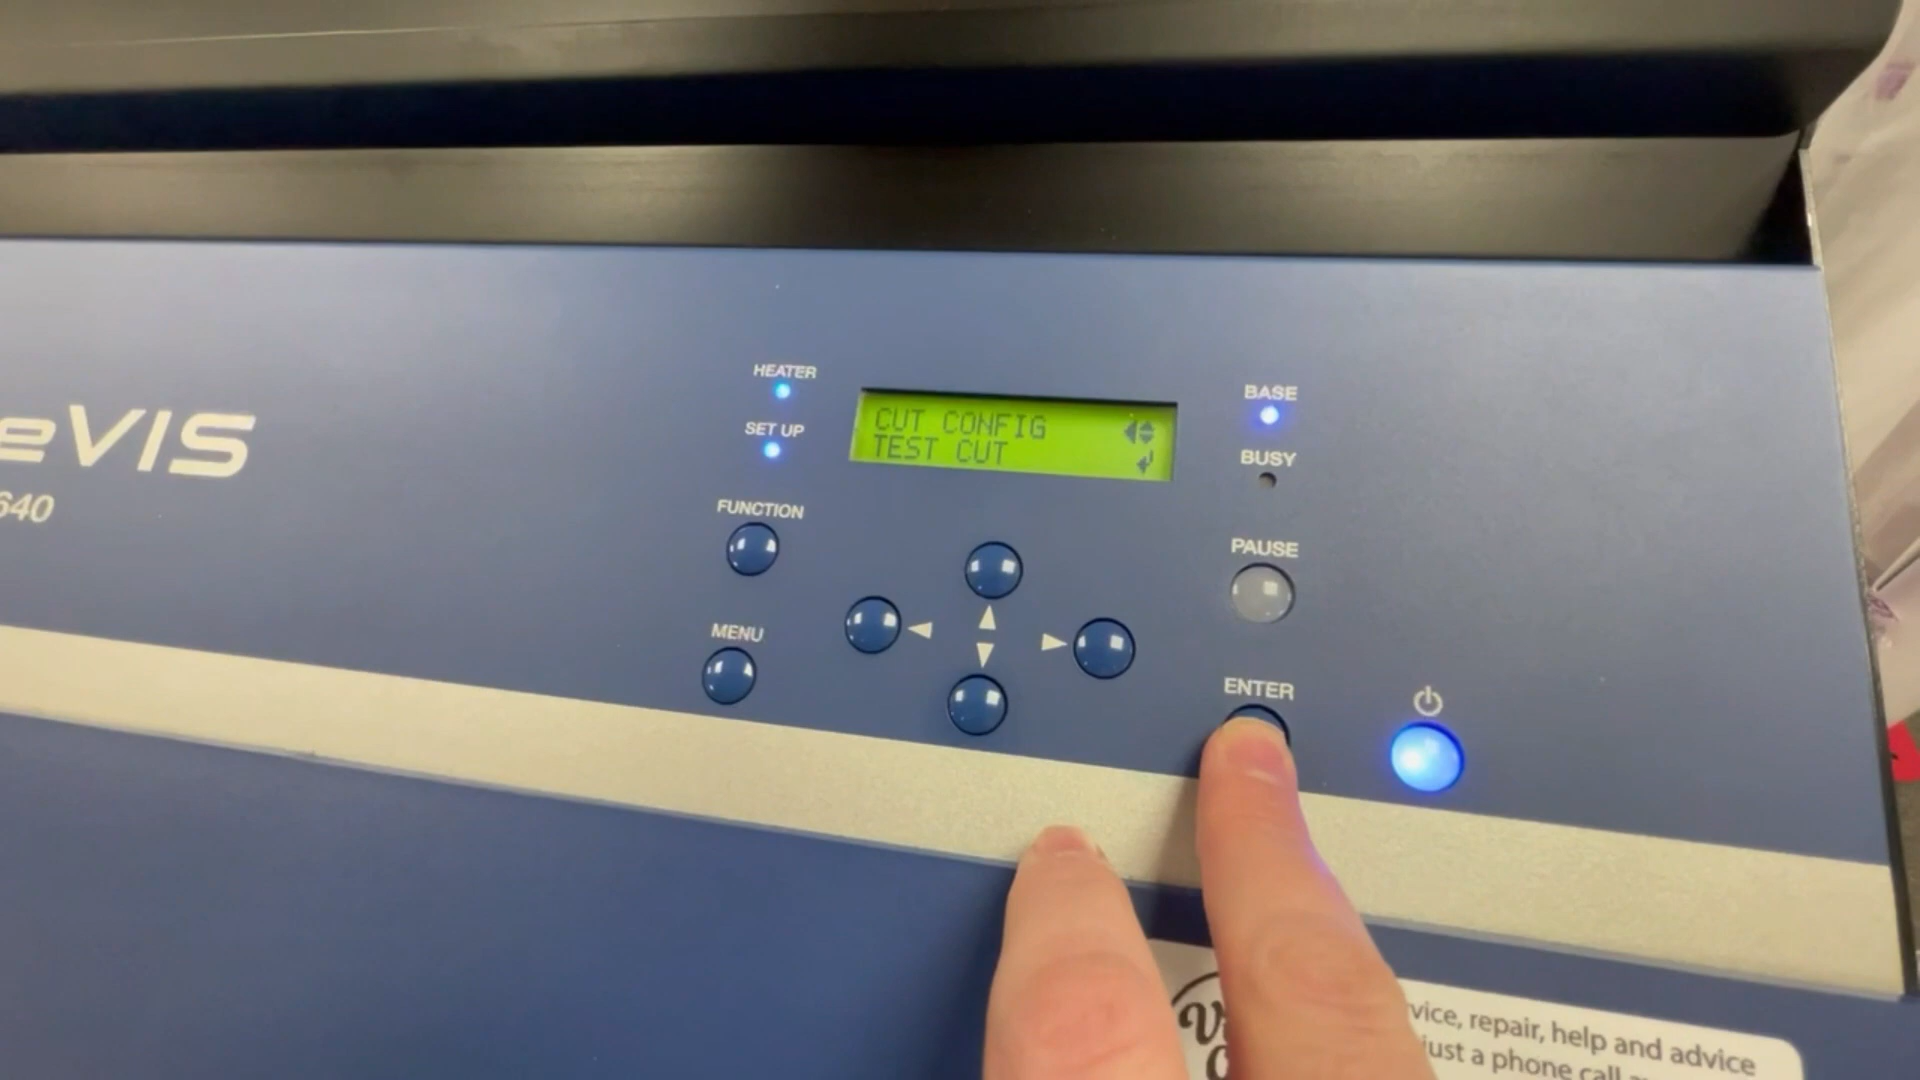 HEATER
SET UP
CUT CONFIG
TEST CUT
BASE
BUSY
eVIS
640
FUNCTION
MENU
PAUSE
ENTER
vice, repair, help and advice
just a phone call